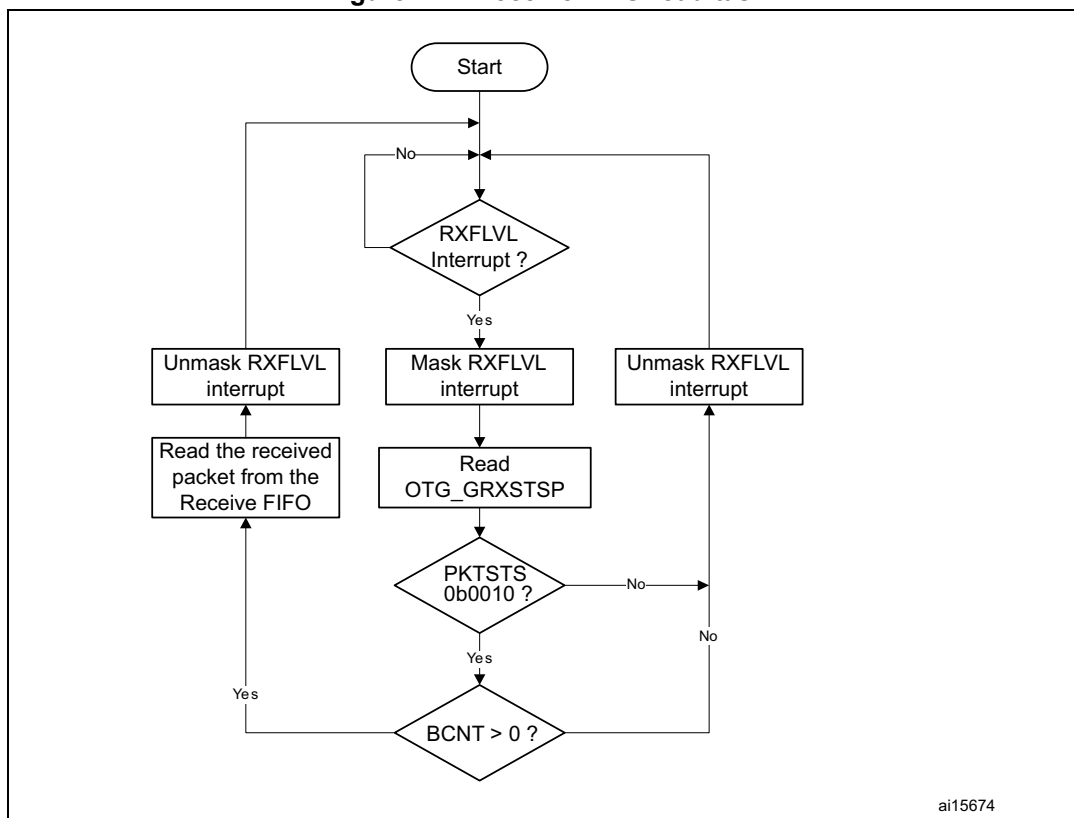 Start
No
RXFLVL
Interrupt ?
Yes
Unmask RXFLVL
interrupt
Mask RXFLVL
interrupt
Unmask RXFLVL
interrupt
Read the received
packet from the
Receive FIFO
Read
OTG_GRXSTSP
PKTSTS
0b0010 ?
No
No
Yes
Yes
BCNT > 0 ?
ai15674